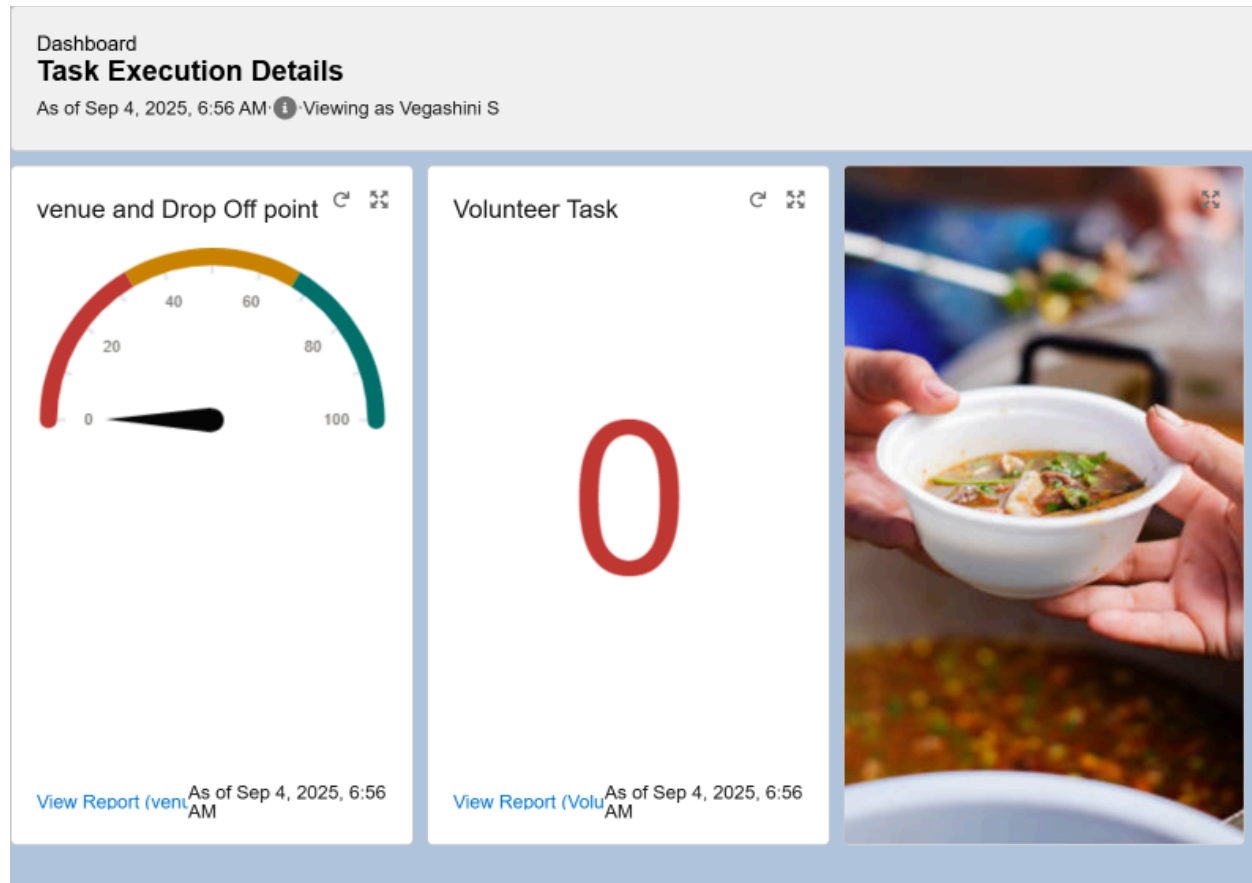 Dashboard
Task Execution Details
As of Sep 4, 2025, 6:56 AM·Viewing as Vegashini S
venue and Drop Off point
0
20
40
60
80
100
View Report (venu
As of Sep 4, 2025, 6:56
AM
Volunteer Task
0
View Report (Volu
As of Sep 4, 2025, 6:56
AM